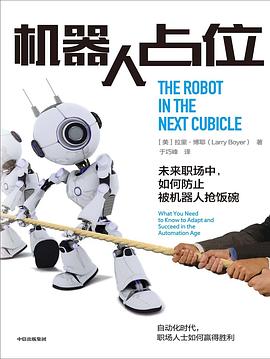 机器人占位
THE ROBOT
IN THE
NEXT CUBICLE
[美] 拉里·博耶（Larry Boyer） 著
于巧峰 译
未来职场中，
如何防止
被机器人抢饭碗
What You Need
to Know to Adapt and
Succeed in the
Automation Age
自动化时代，
职场人士如何赢得胜利
中信出版集团